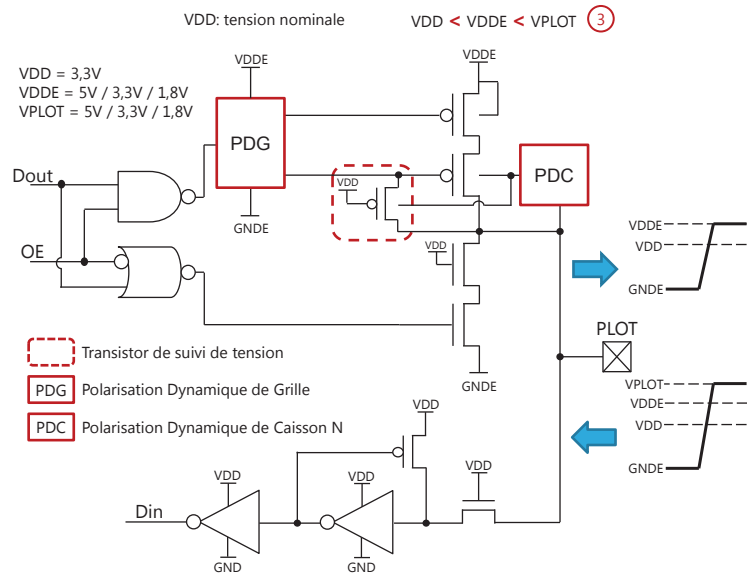 VDD: tension nominale
VDD < VDDE < VPLOT 3
VDD = 3,3V
VDDE = 5V / 3,3V / 1,8V
VPLOT = 5V / 3,3V / 1,8V
VDDE
VDDE
PDG
PDC
Dout
VDD
GNDE
OE
VDD
VDDE
VDD
GNDE
PLOT
GNDE
Transistor de suivi de tension
PDG Polarisation Dynamique de Grille
PDC Polarisation Dynamique de Caisson N
VPLOT
VDDE
VDD
GNDE
VDD
VDD
VDD
VDD
Din
GND
GND